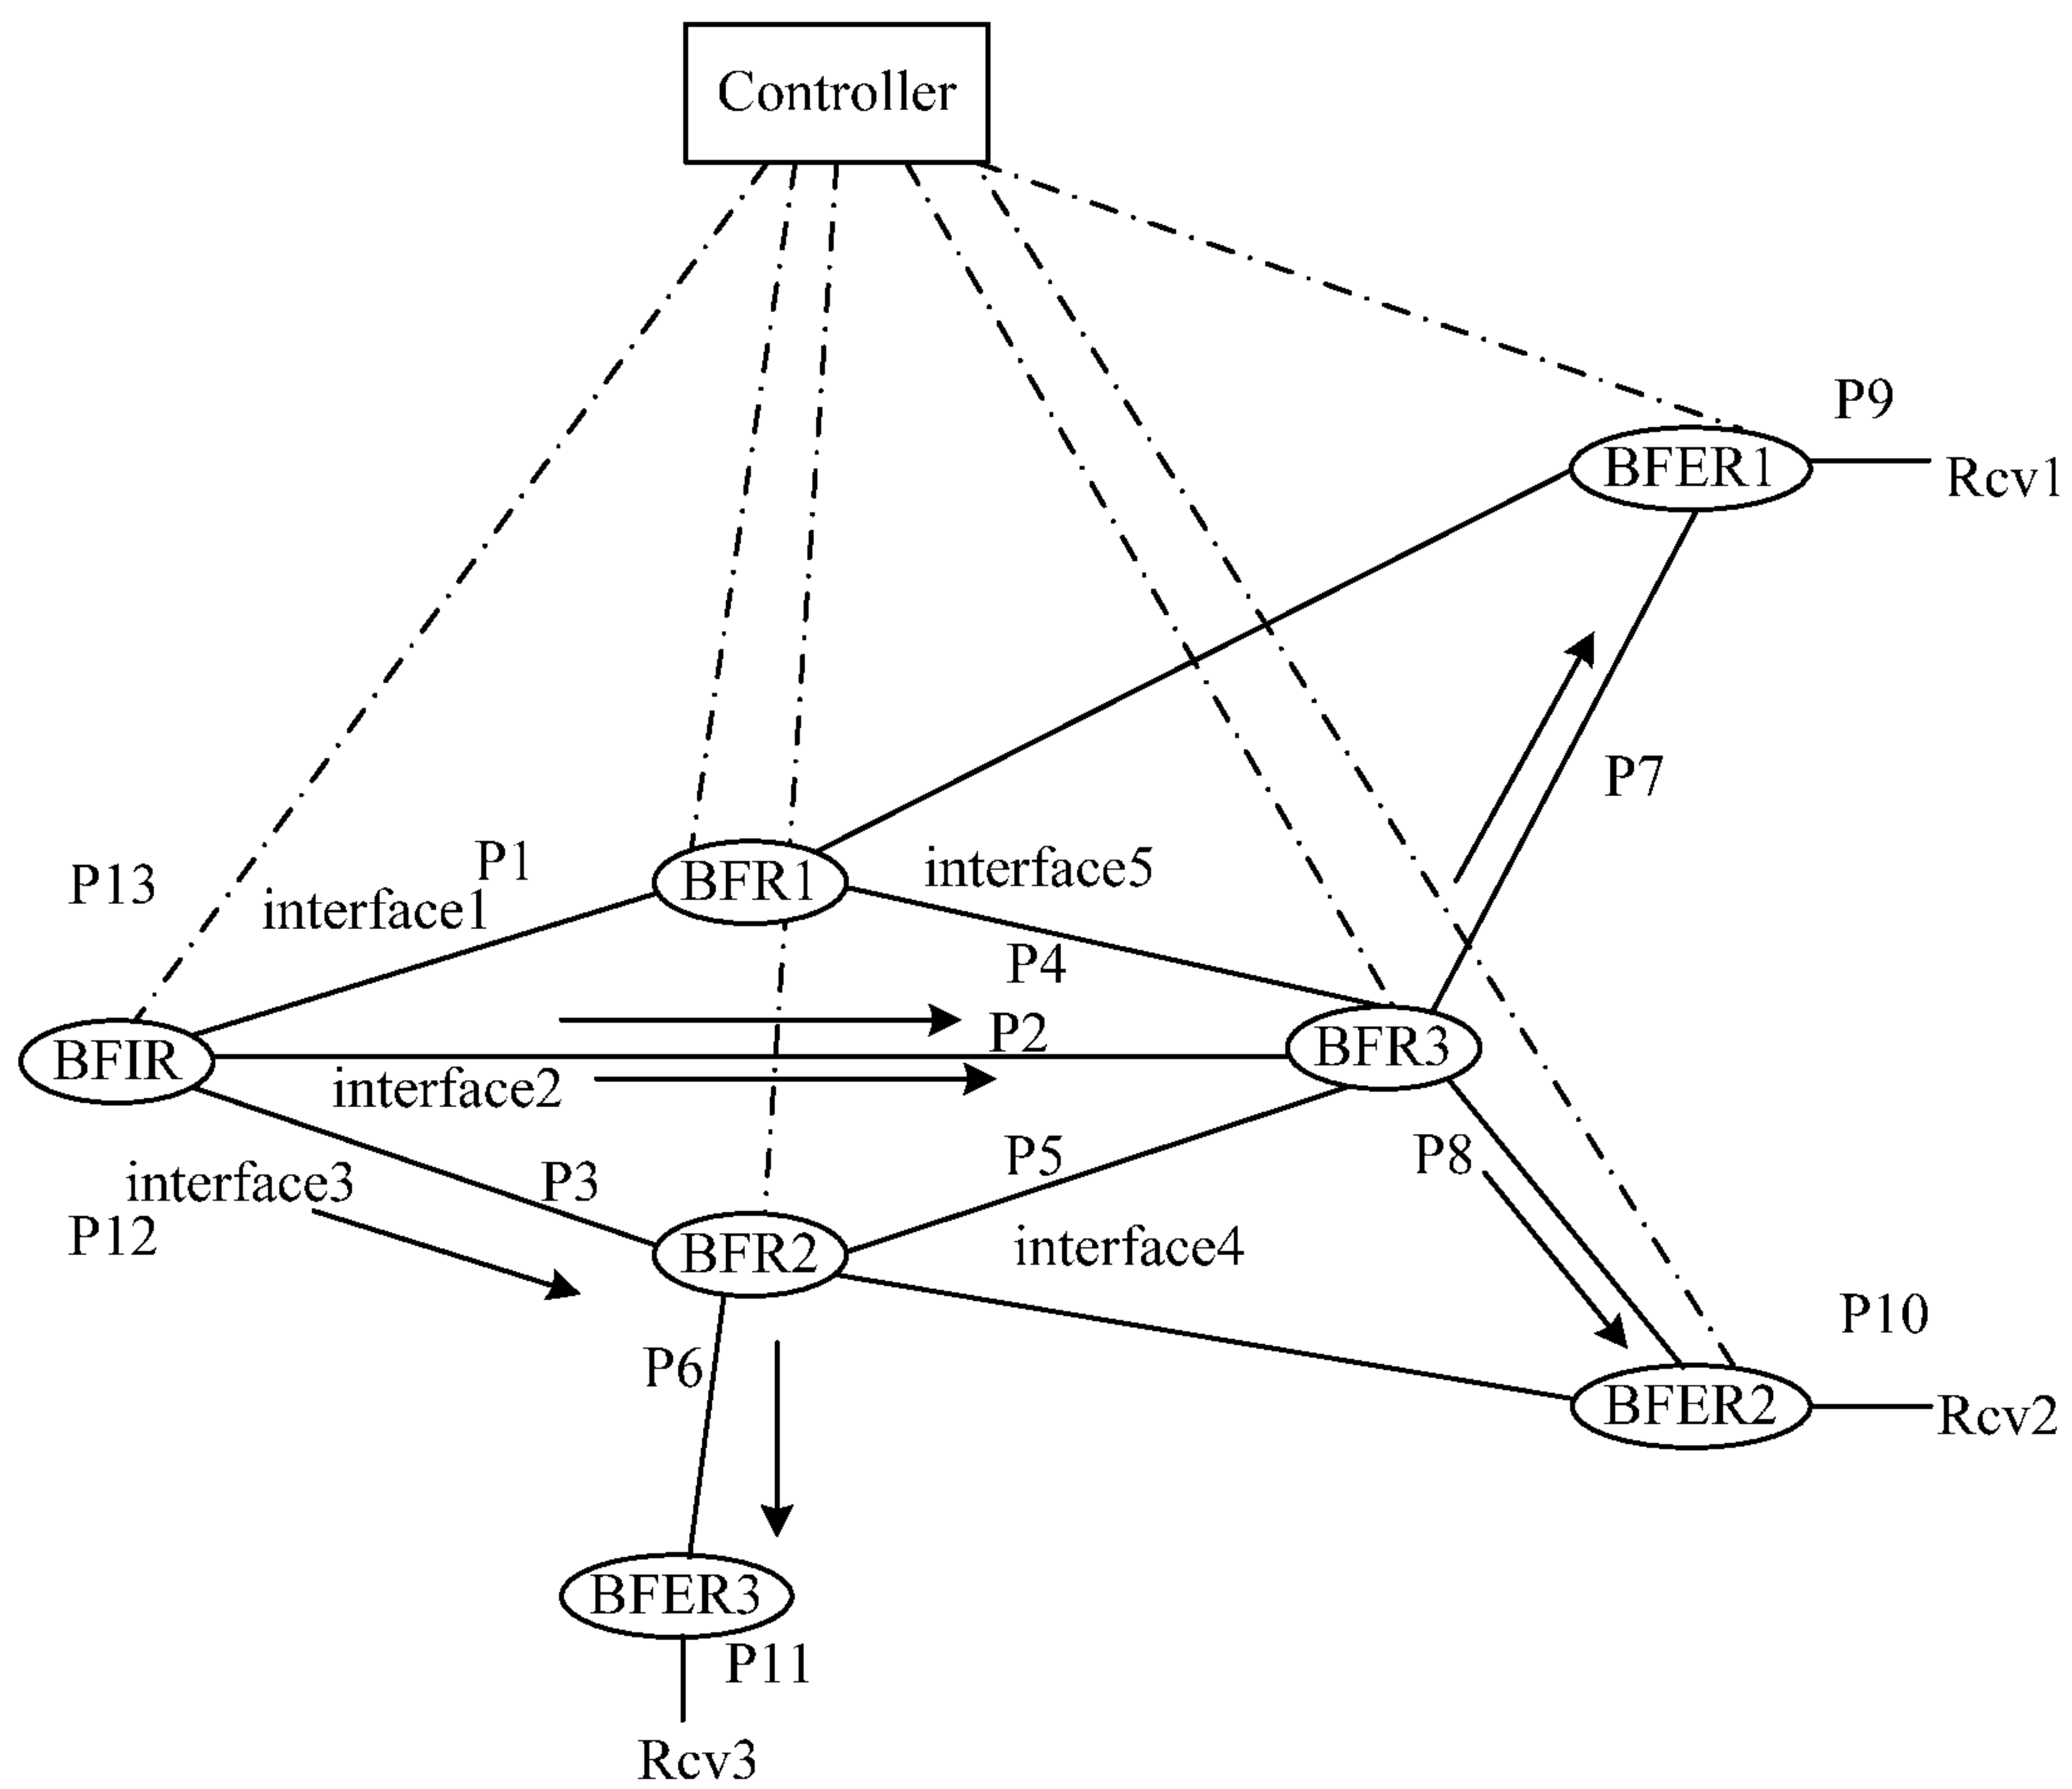 Controller
P9
BFER1
Rcv1
P7
P1
P13
interface1
BFR1
interface5
P4
P2
BFIR
interface2
BFR3
P5
P8
interface3
P3
P12
BFR2
interface4
P10
P6
BFER2
Rcv2
BFER3
P11
Rcv3